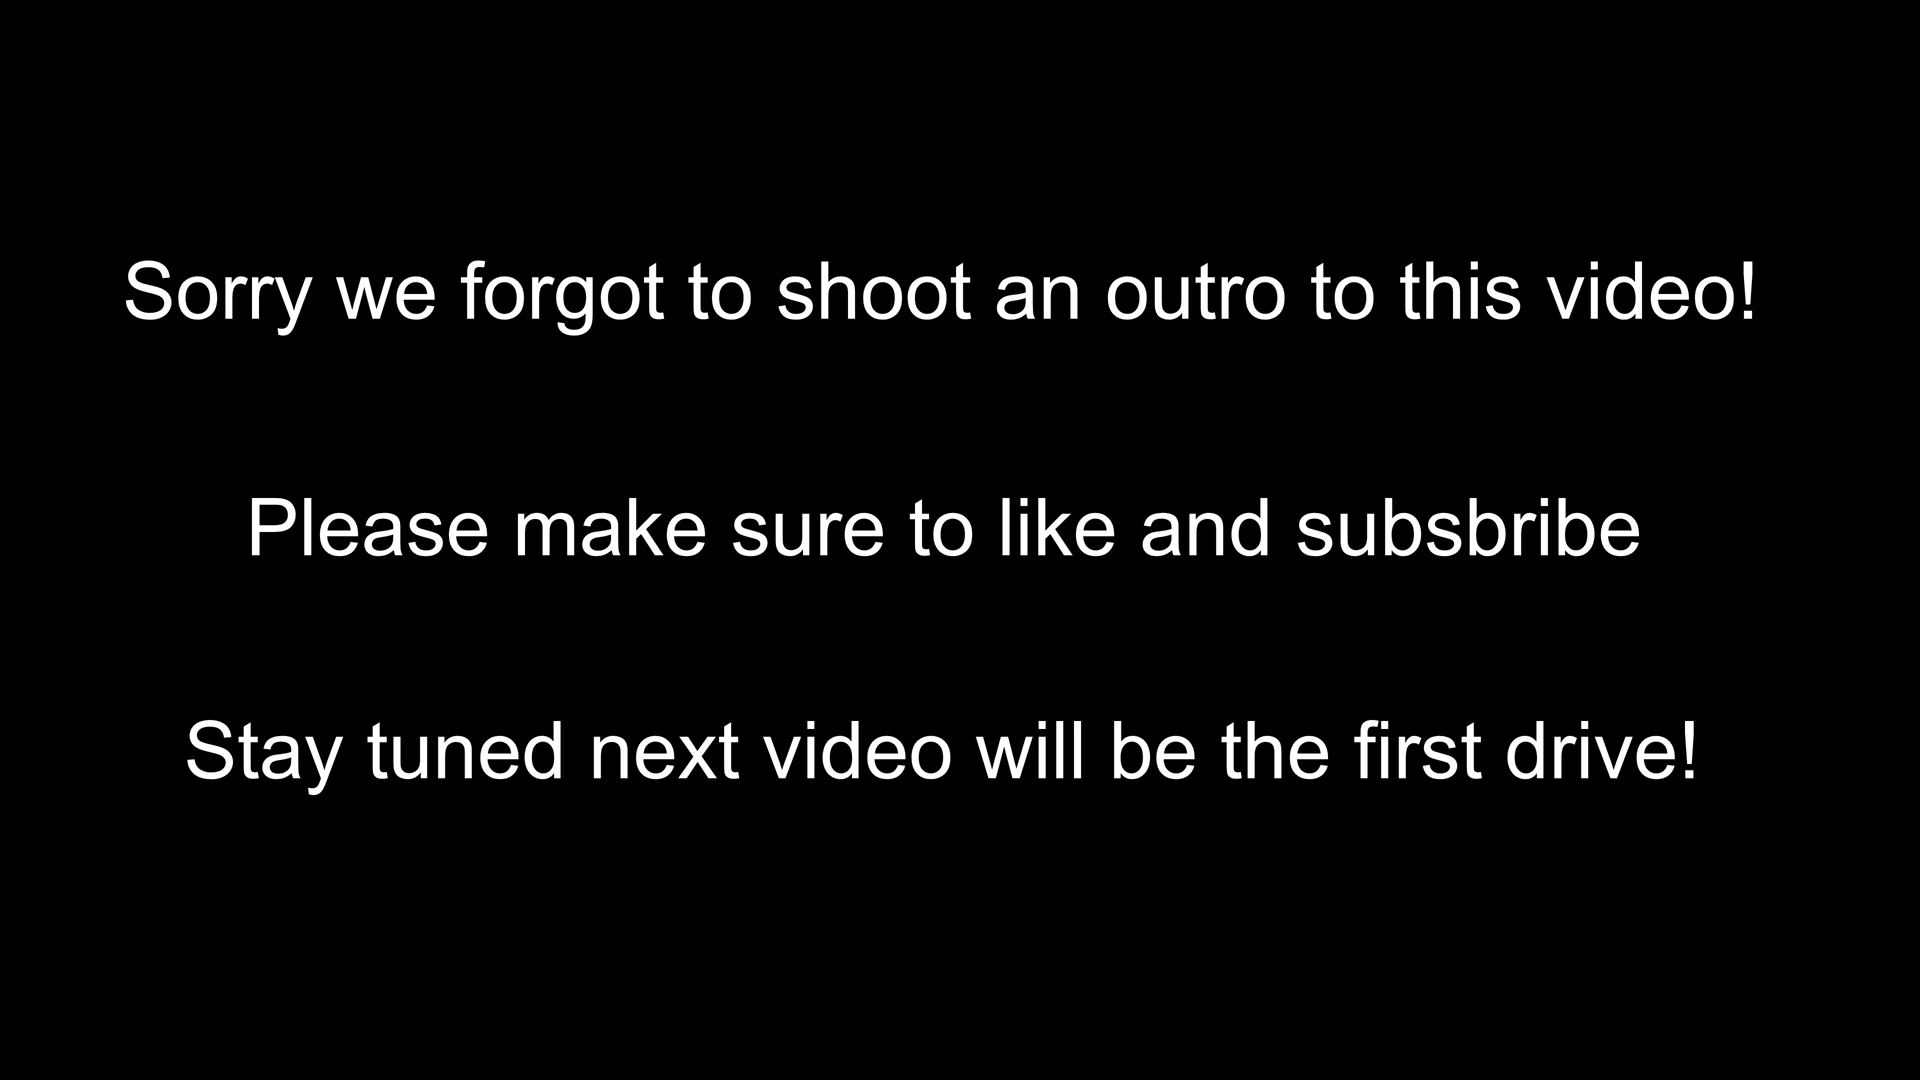 Sorry we forgot to shoot an outro to this video!
Please make sure to like and subsbribe
Stay tuned next video will be the first drive!